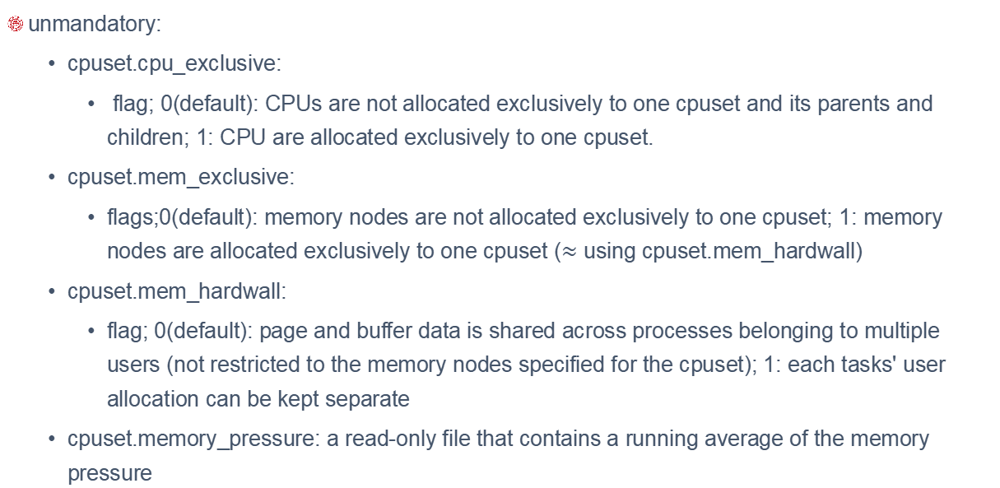 unmandatory:
• cpuset.cpu_exclusive:
• flag; 0(default): CPUs are not allocated exclusively to one cpuset and its parents and
children; 1: CPU are allocated exclusively to one cpuset.
• cpuset.mem_exclusive:
• flags;0(default): memory nodes are not allocated exclusively to one cpuset; 1: memory
nodes are allocated exclusively to one cpuset (≈ using cpuset.mem_hardwall)
• cpuset.mem_hardwall:
• flag; 0(default): page and buffer data is shared across processes belonging to multiple
users (not restricted to the memory nodes specified for the cpuset); 1: each tasks' user
allocation can be kept separate
• cpuset.memory_pressure: a read-only file that contains a running average of the memory
pressure